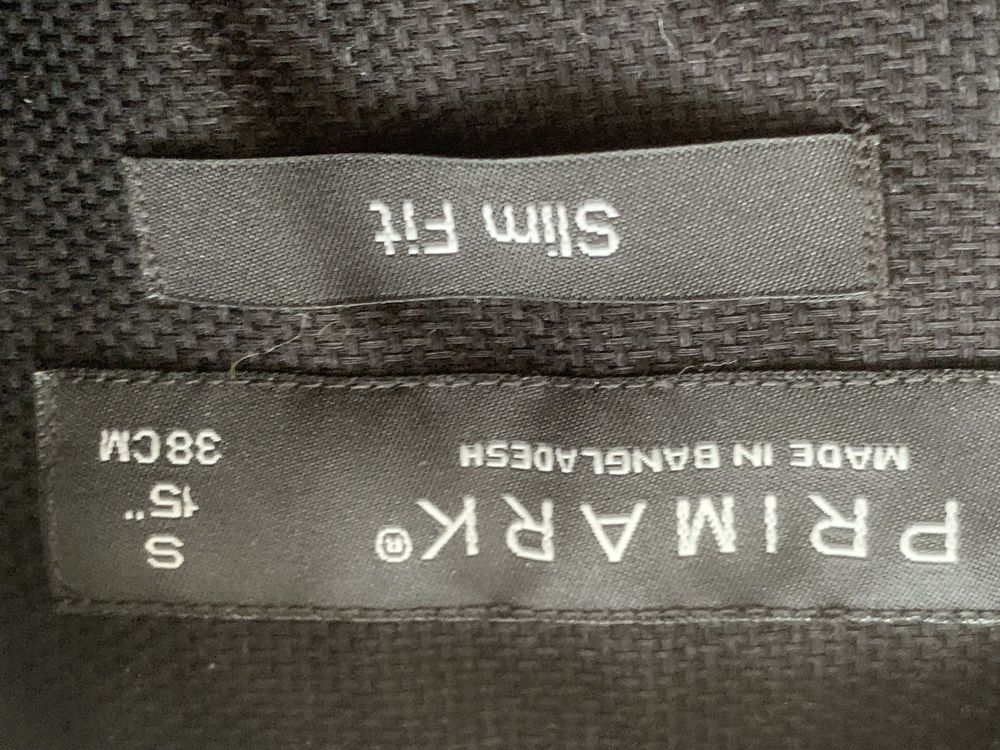 PRIMARK®
MADE IN BANGLADESH
S
15"
38CM
Slim Fit